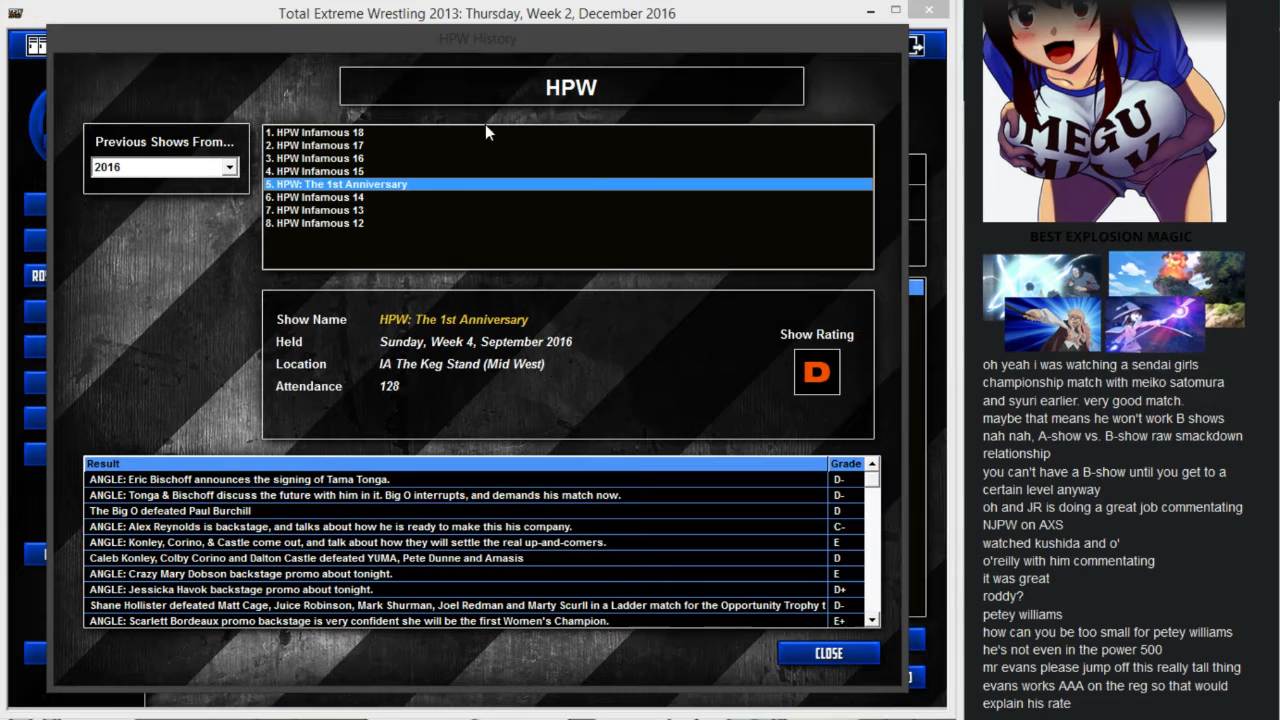 Total Extreme Wrestling 2013: Thursday, Week 2, December 2016
HPW History
HPW
Previous Shows From...
2016
1. HPW Infamous 18
2. HPW Infamous 17
3. HPW Infamous 16
4. HPW Infamous 15
5. HPW: The 1st Anniversary
6. HPW Infamous 14
7. HPW Infamous 13
8. HPW Infamous 12
Show Name HPW: The 1st Anniversary
Held Sunday, Week 4, September 2016
Location IA The Keg Stand (Mid West)
Attendance 128
Show Rating
D
Result Grade
ANGLE: Eric Bischoff announces the signing of Tama Tonga. D-
ANGLE: Tonga & Bischoff discuss the future with him in it. Big O interrupts, and demands his match now. D-
The Big O defeated Paul Burchill D
ANGLE: Alex Reynolds is backstage, and talks about how he is ready to make this his company. C-
ANGLE: Konley, Corino, & Castle come out, and talk about how they will settle the real up-and-comers. E
Caleb Konley, Colby Corino and Dalton Castle defeated YUMA, Pete Dunne and Amasis D
ANGLE: Crazy Mary Dobson backstage promo about tonight. E
ANGLE: Jessicka Havok backstage promo about tonight. D+
Shane Hollister defeated Matt Cage, Juice Robinson, Mark Shurman, Joel Redman and Marty Scurll in a Ladder match for the Opportunity Trophy t D-
ANGLE: Scarlett Bordeaux promo backstage is very confident she will be the first Women's Champion. E+
CLOSE
RO
MEGU
BEST EXPLOSION MAGIC
oh yeah i was watching a sendai girls
championship match with meiko satomura
and syuri earlier. very good match.
maybe that means he won't work B shows
nah nah, A-show vs. B-show raw smackdown
relationship
you can't have a B-show until you get to a
certain level anyway
oh and JR is doing a great job commentating
NJPW on AXS
watched kushida and o'
o'reilly with him commentating
it was great
roddy?
petey williams
how can you be too small for petey williams
he's not even in the power 500
mr evans please jump off this really tall thing
evans works AAA on the reg so that would
explain his rate